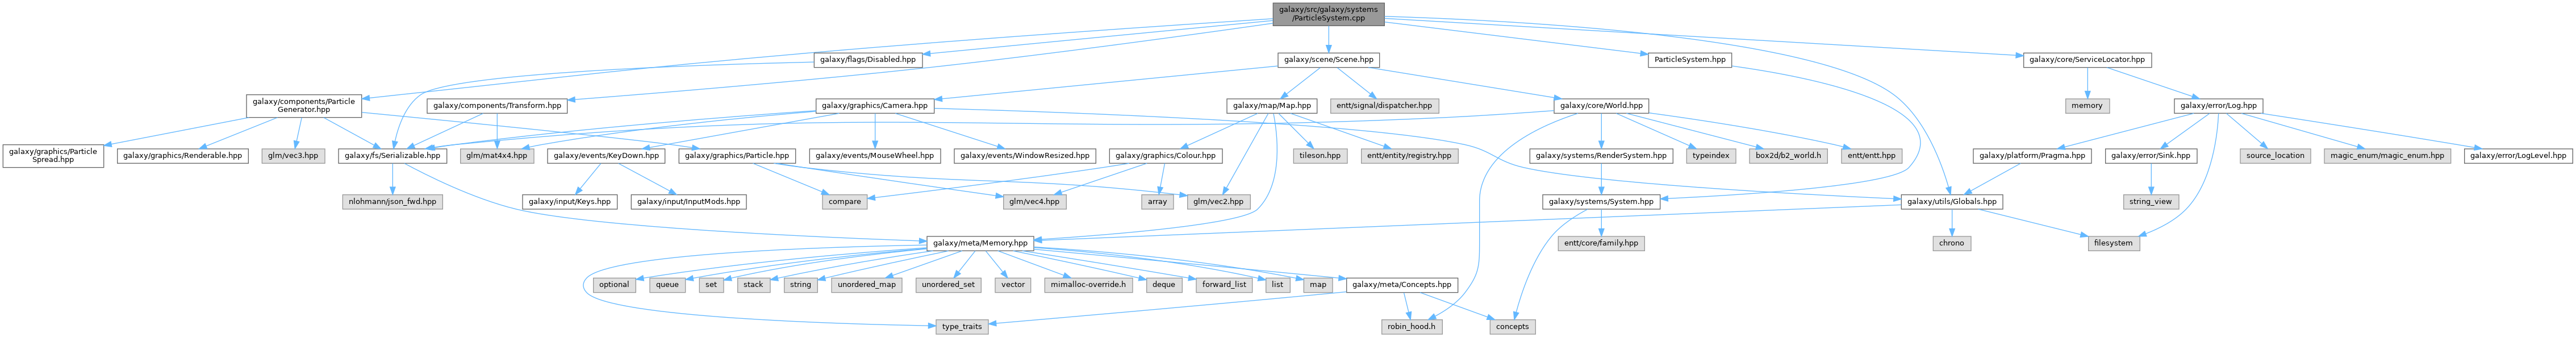 galaxy/src/galaxy/systems
/ParticleSystem.cpp
galaxy/flags/Disabled.hpp
galaxy/scene/Scene.hpp
ParticleSystem.hpp
galaxy/core/ServiceLocator.hpp
galaxy/components/Particle
Generator.hpp
galaxy/components/Transform.hpp
galaxy/graphics/Camera.hpp
galaxy/map/Map.hpp
entt/signal/dispatcher.hpp
galaxy/core/World.hpp
memory
galaxy/error/Log.hpp
galaxy/graphics/Particle
Spread.hpp
galaxy/graphics/Renderable.hpp
glm/vec3.hpp
galaxy/fs/Serializable.hpp
glm/mat4x4.hpp
galaxy/events/KeyDown.hpp
galaxy/graphics/Particle.hpp
galaxy/events/MouseWheel.hpp
galaxy/events/WindowResized.hpp
galaxy/graphics/Colour.hpp
tileson.hpp
entt/entity/registry.hpp
galaxy/systems/RenderSystem.hpp
typeindex
box2d/b2_world.h
entt/entt.hpp
galaxy/platform/Pragma.hpp
galaxy/error/Sink.hpp
source_location
magic_enum/magic_enum.hpp
galaxy/error/LogLevel.hpp
nlohmann/json_fwd.hpp
galaxy/input/Keys.hpp
galaxy/input/InputMods.hpp
compare
glm/vec4.hpp
array
glm/vec2.hpp
galaxy/systems/System.hpp
galaxy/utils/Globals.hpp
string_view
galaxy/meta/Memory.hpp
entt/core/family.hpp
chrono
filesystem
optional
queue
set
stack
string
unordered_map
unordered_set
vector
mimalloc-override.h
deque
forward_list
list
map
galaxy/meta/Concepts.hpp
type_traits
robin_hood.h
concepts